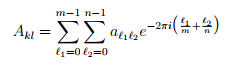 A_{kl} = \sum_{\ell_1=0}^{m-1} \sum_{\ell_2=0}^{n-1} a_{\ell_1 \ell_2} e^{-2\pi i \left( \frac{\ell_1}{m} + \frac{\ell_2}{n} \right)}